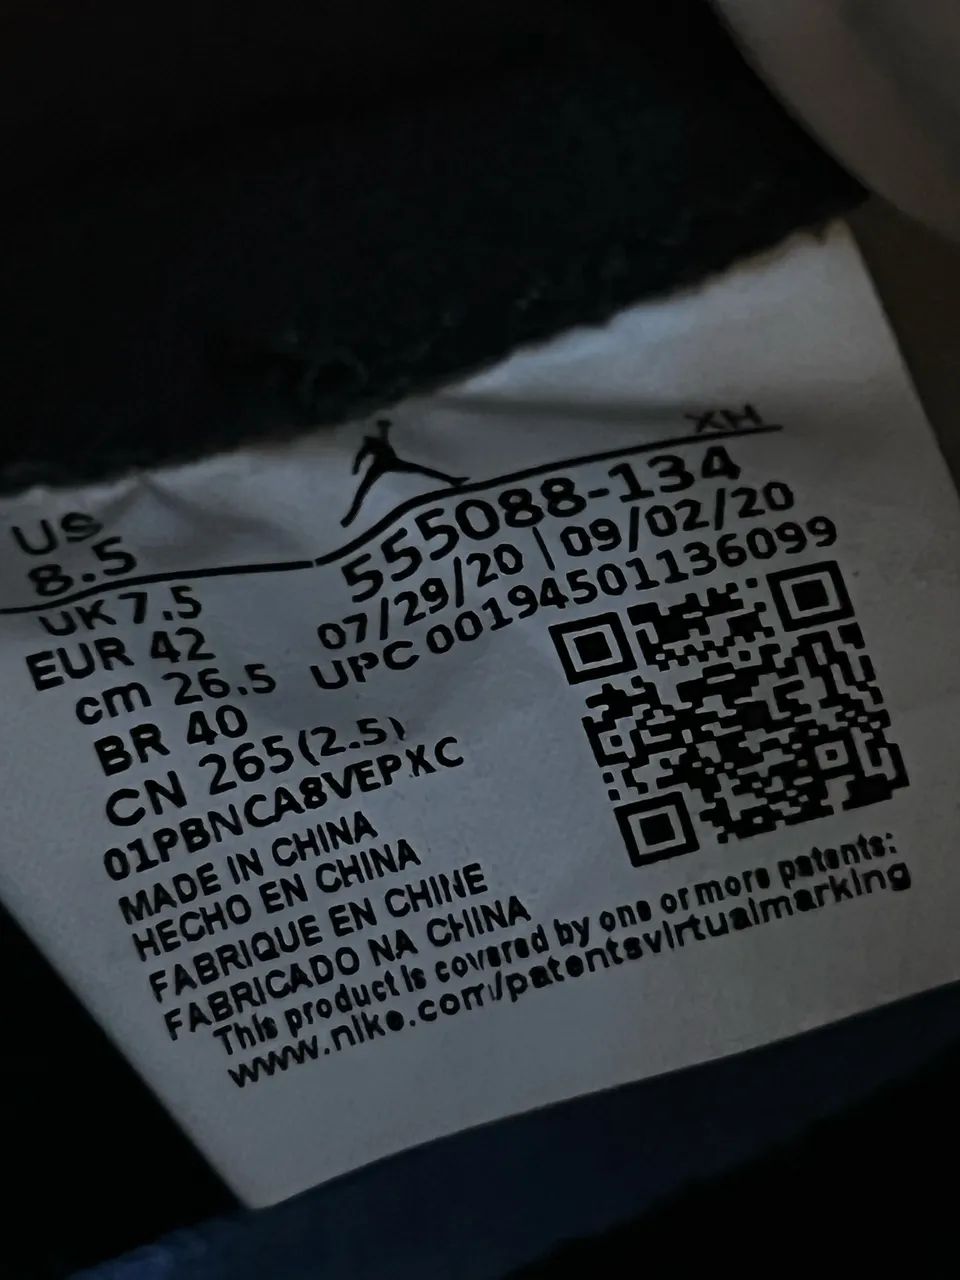 XH
US
8.5
555088-134
07/29/20 | 09/02/20
UPC 00194501136099
UK 7.5
EUR 42
cm 26.5
BR 40
CN 265(2.5)
01PBNCA8VEPXC
MADE IN CHINA
HECHO EN CHINA
FABRIQUE EN CHINE
FABRICADO NA CHINA
This product is covered by one or more patents:
www.nike.com/patentsvirtualmarking